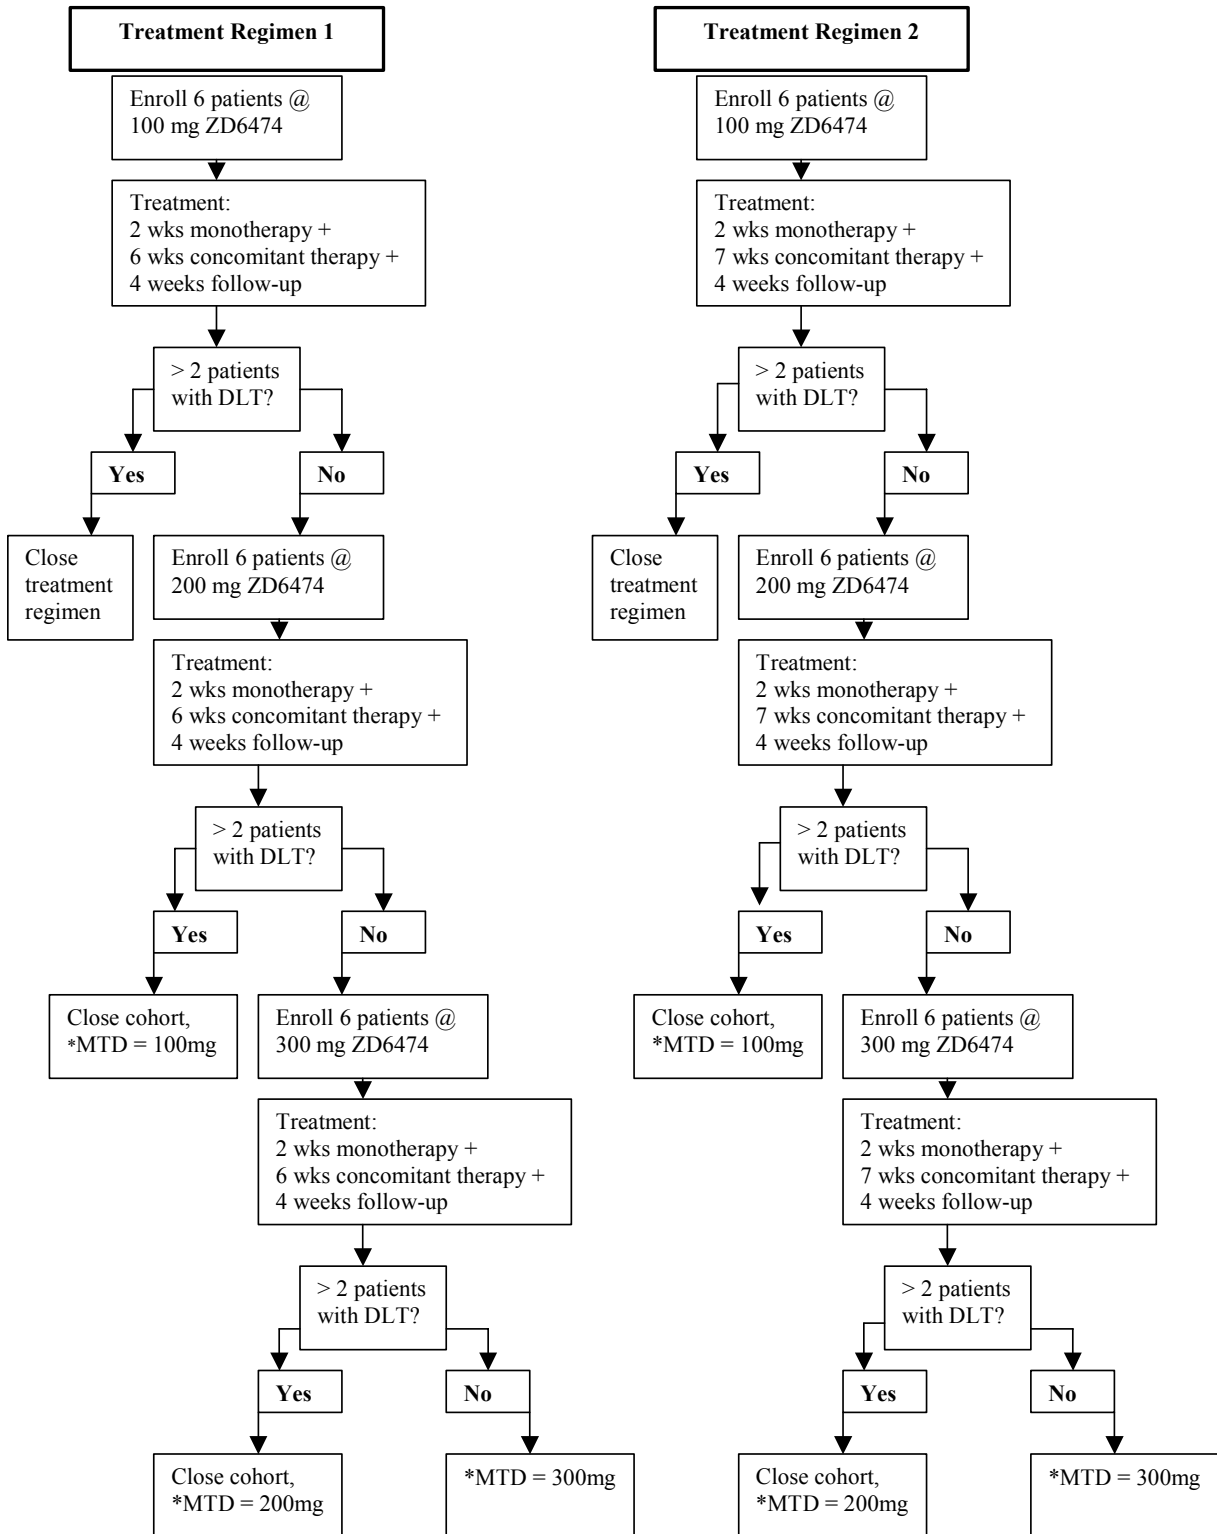 Treatment Regimen 1
Enroll 6 patients @
100 mg ZD6474
Treatment:
2 wks monotherapy +
6 wks concomitant therapy +
4 weeks follow-up
> 2 patients
with DLT?
Yes
No
Close
treatment
regimen
Enroll 6 patients @
200 mg ZD6474
Treatment:
2 wks monotherapy +
6 wks concomitant therapy +
4 weeks follow-up
> 2 patients
with DLT?
Yes
No
Close cohort,
*MTD = 100mg
Enroll 6 patients @
300 mg ZD6474
Treatment:
2 wks monotherapy +
6 wks concomitant therapy +
4 weeks follow-up
> 2 patients
with DLT?
Yes
No
Close cohort,
*MTD = 200mg
*MTD = 300mg
Treatment Regimen 2
Enroll 6 patients @
100 mg ZD6474
Treatment:
2 wks monotherapy +
7 wks concomitant therapy +
4 weeks follow-up
> 2 patients
with DLT?
Yes
No
Close
treatment
regimen
Enroll 6 patients @
200 mg ZD6474
Treatment:
2 wks monotherapy +
7 wks concomitant therapy +
4 weeks follow-up
> 2 patients
with DLT?
Yes
No
Close cohort,
*MTD = 100mg
Enroll 6 patients @
300 mg ZD6474
Treatment:
2 wks monotherapy +
7 wks concomitant therapy +
4 weeks follow-up
> 2 patients
with DLT?
Yes
No
Close cohort,
*MTD = 200mg
*MTD = 300mg